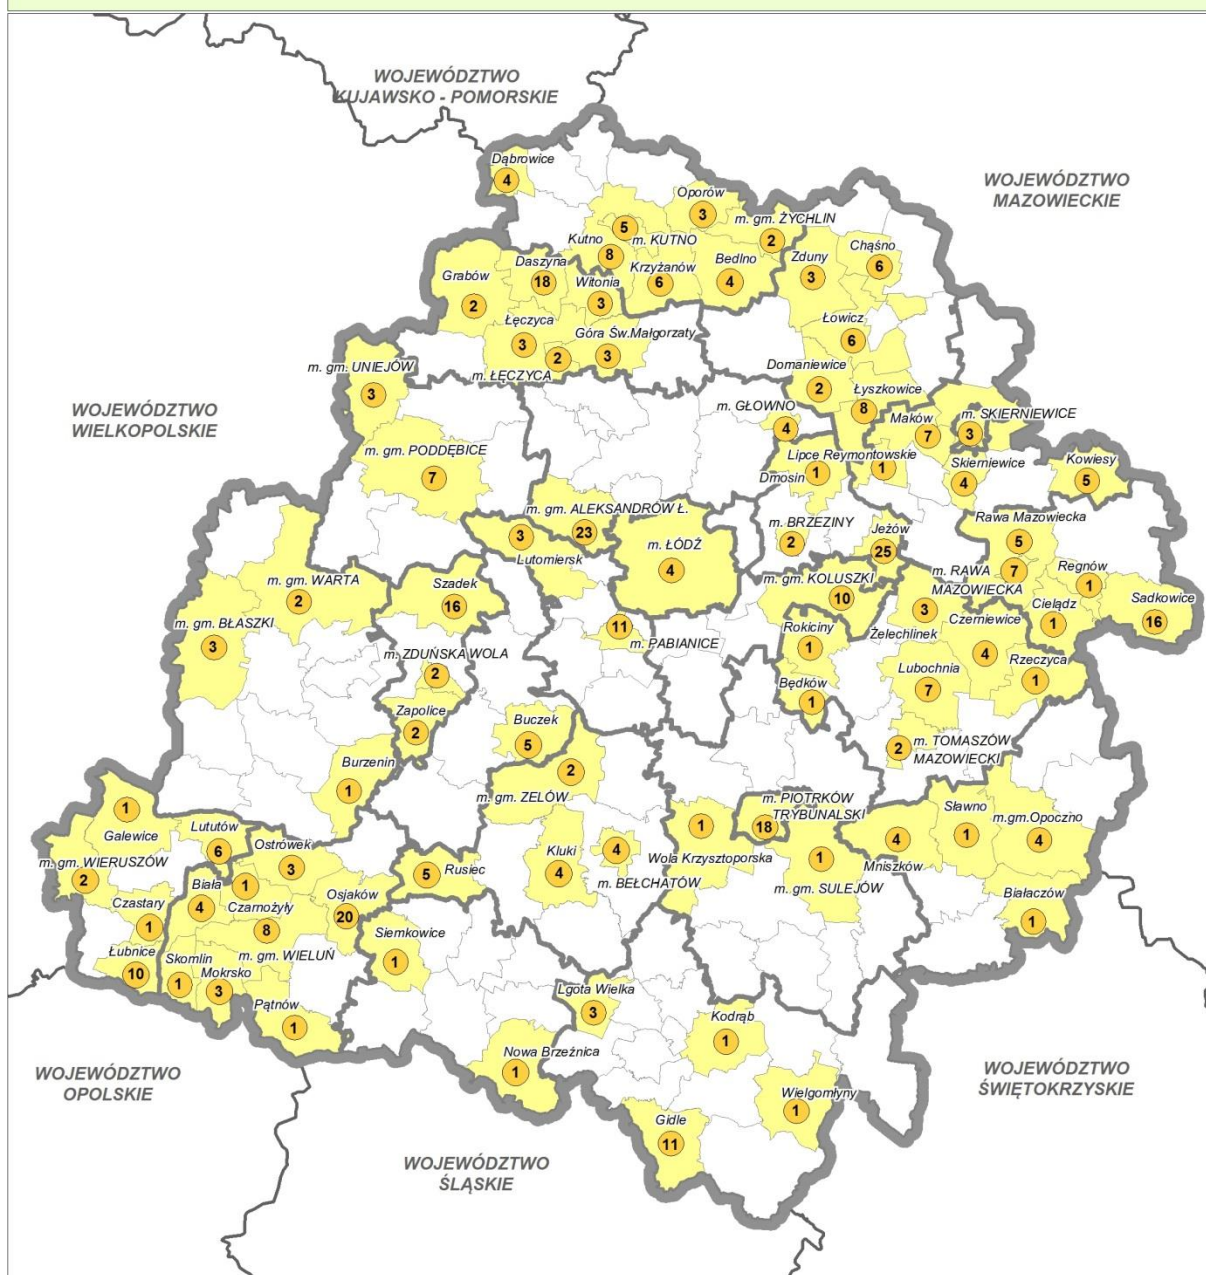 WOJEWÓDZTWO
KUJAWSKO - POMORSKIE
WOJEWÓDZTWO
MAZOWIECKIE
Dąbrowice
4
Oporów
3
m. gm. ŻYCHLIN
2
5
m. KUTNO
Kutno
8
Krzyżanów
6
Bedlno
4
Zduny
3
Chąśno
6
Grabów
2
Daszyna
18
Witonia
3
Łęczyca
3
m. ŁĘCZYCA
2
Góra Św.Małgorzaty
3
Łowicz
6
Domaniewice
2
Łyszkowice
8
m. gm. UNIEJÓW
3
WOJEWÓDZTWO
WIELKOPOLSKIE
m. GŁOWNO
4
Maków
7
m. SKIERNIEWICE
3
Lipce Reymontowskie
1
Dmosin
1
Skierniewice
4
Kowiesy
5
m. gm. PODDĘBICE
7
m. gm. ALEKSANDRÓW Ł.
23
3
Lutomiersk
m. ŁÓDŹ
4
m. BRZEZINY
2
Jeżów
25
Rawa Mazowiecka
5
m. RAWA
MAZOWIECKA
7
Regnów
1
Sadkowice
16
Cielądz
1
m. gm. WARTA
2
Szadek
16
m. gm. KOLUSZKI
10
Żelechlinek
3
Czerniewice
4
m. gm. BŁASZKI
3
11
m. PABIANICE
Rokiciny
1
Lubochnia
7
Rzeczyca
1
m. ZDUŃSKA WOLA
2
Będków
1
Zapolice
2
Buczek
5
2
m. TOMASZÓW
MAZOWIECKI
Burzenin
1
m. gm. ZELÓW
2
1
Galewice
Lututów
6
m. PIOTRKÓW
TRYBUNALSKI
18
1
Wola Krzysztoporska
1
m. gm. SULEJÓW
Sławno
1
m.gm.Opoczno
4
4
Mniszków
Ostrówek
3
m. gm. WIERUSZÓW
2
Kluki
4
4
m. BEŁCHATÓW
5
Rusiec
Biała
4
1
Czarnożyły
8
Osjaków
20
Białaczów
1
Czastary
1
m. gm. WIELUŃ
Siemkowice
1
Łubnice
10
Skomlin
1
Mokrsko
3
Pątnów
1
Lgota Wielka
3
Kodrąb
1
Nowa Brzeźnica
1
WOJEWÓDZTWO
OPOLSKIE
WOJEWÓDZTWO
ŚWIĘTOKRZYSKIE
Wielgomłyny
1
Gidle
11
WOJEWÓDZTWO
ŚLĄSKIE